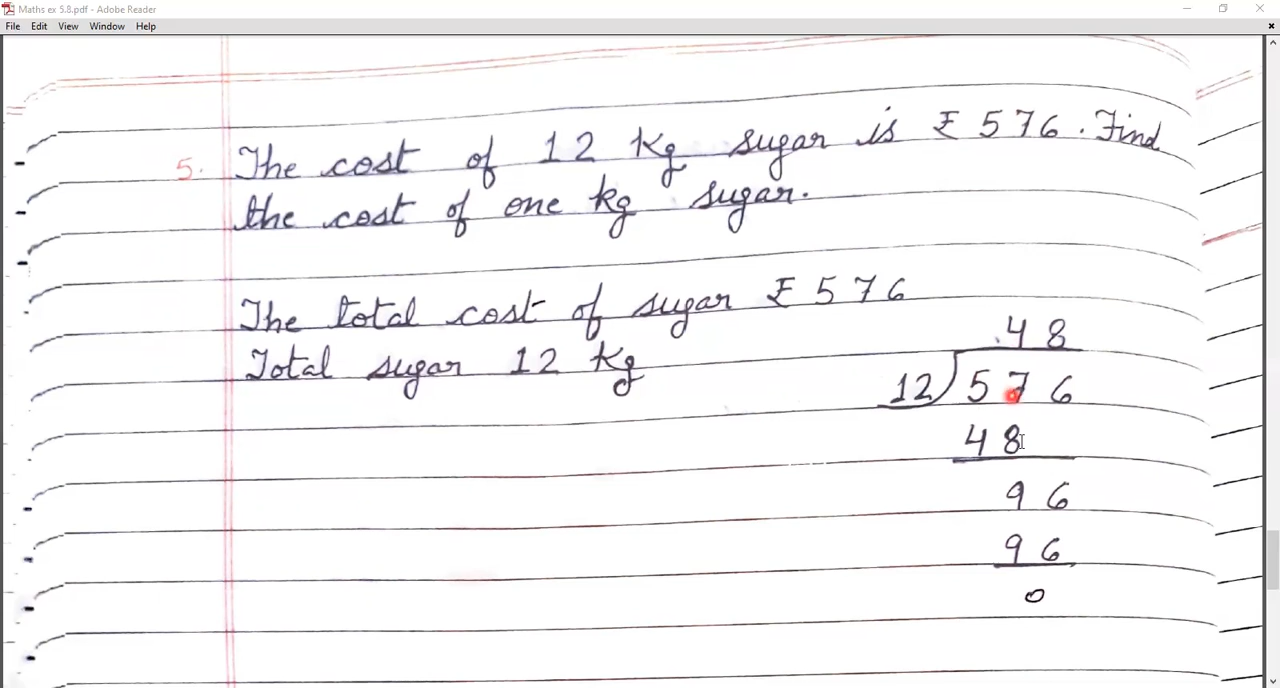 Maths ex 5.8.pdf - Adobe Reader
File Edit View Window Help
5. The cost of 12 Kg sugar is ₹ 576. Find
the cost of one kg sugar.
The total cost of sugar ₹ 576
Total sugar 12 Kg
.48
12) 576
48
96
96
0